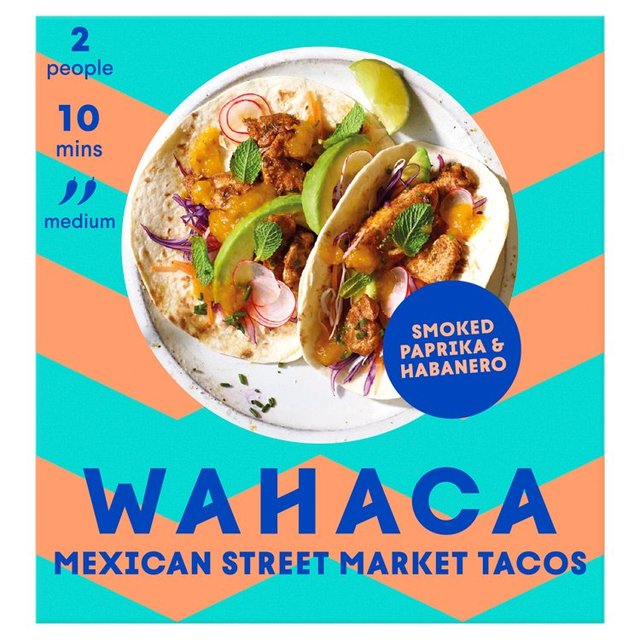 2
people
10
mins
medium
SMOKED
PAPRIKA &
HABANERO
WAHACA
MEXICAN STREET MARKET TACOS